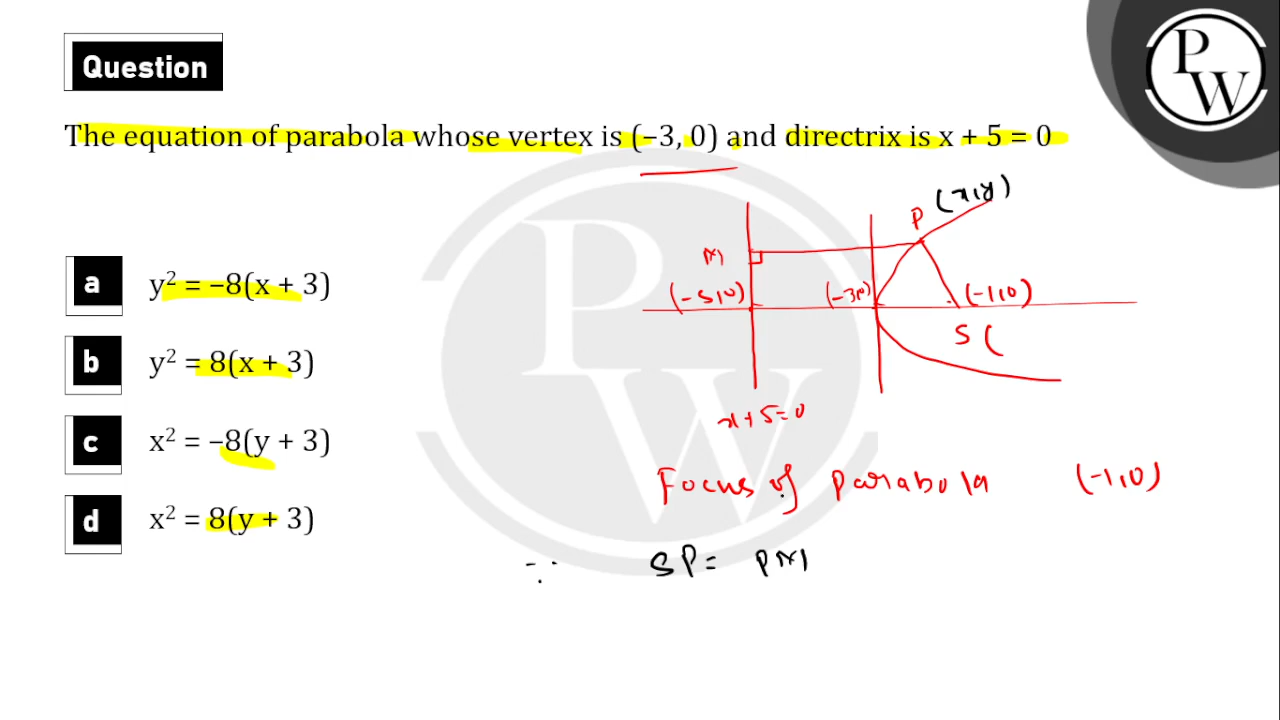 Question
PW
The equation of parabola whose vertex is (–3, 0) and directrix is x + 5 = 0
a y² = –8(x + 3)
b y² = 8(x + 3)
c x² = –8(y + 3)
d x² = 8(y + 3)
P (x,y)
M
(-5,0) (-3,0) (-1,0)
S (
x+5=0
Focus of parabola (-1,0)
∵ SP = PM